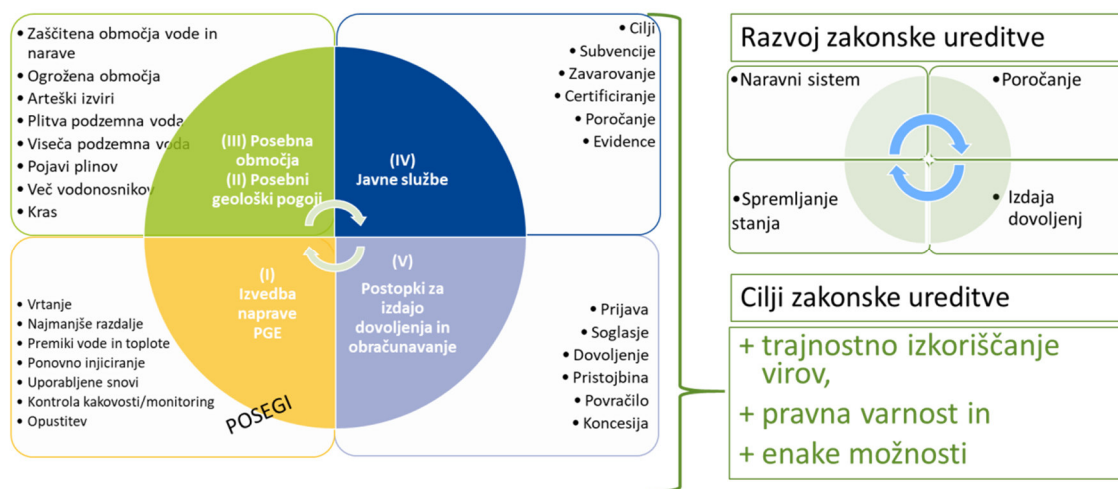 • Zaščitena območja vode in
narave
• Ogrožena območja
• Arteški izviri
• Plitva podzemna voda
• Viseča podzemna voda
• Pojavi plinov
• Več vodonosnikov
• Kras
(III) Posebna
območja
(II) Posebni
geološki pogoji
(IV)
Javne službe
• Cilji
• Subvencije
• Zavarovanje
• Certificiranje
• Poročanje
• Evidence
• Vrtanje
• Najmanjše razdalje
• Premiki vode in toplote
• Ponovno injiciranje
• Uporabljene snovi
• Kontrola kakovosti/monitoring
• Opustitev
(I)
Izvedba
naprave
PGE
POSEGI
(V)
Postopki za
izdajo
dovoljenja in
obračunavanje
• Prijava
• Soglasje
• Dovoljenje
• Pristojbina
• Povračilo
• Koncesija
Razvoj zakonske ureditve
• Naravni sistem
• Poročanje
• Spremljanje
stanja
• Izdaja
dovoljenj
Cilji zakonske ureditve
+ trajnostno izkoriščanje
virov,
+ pravna varnost in
+ enake možnosti